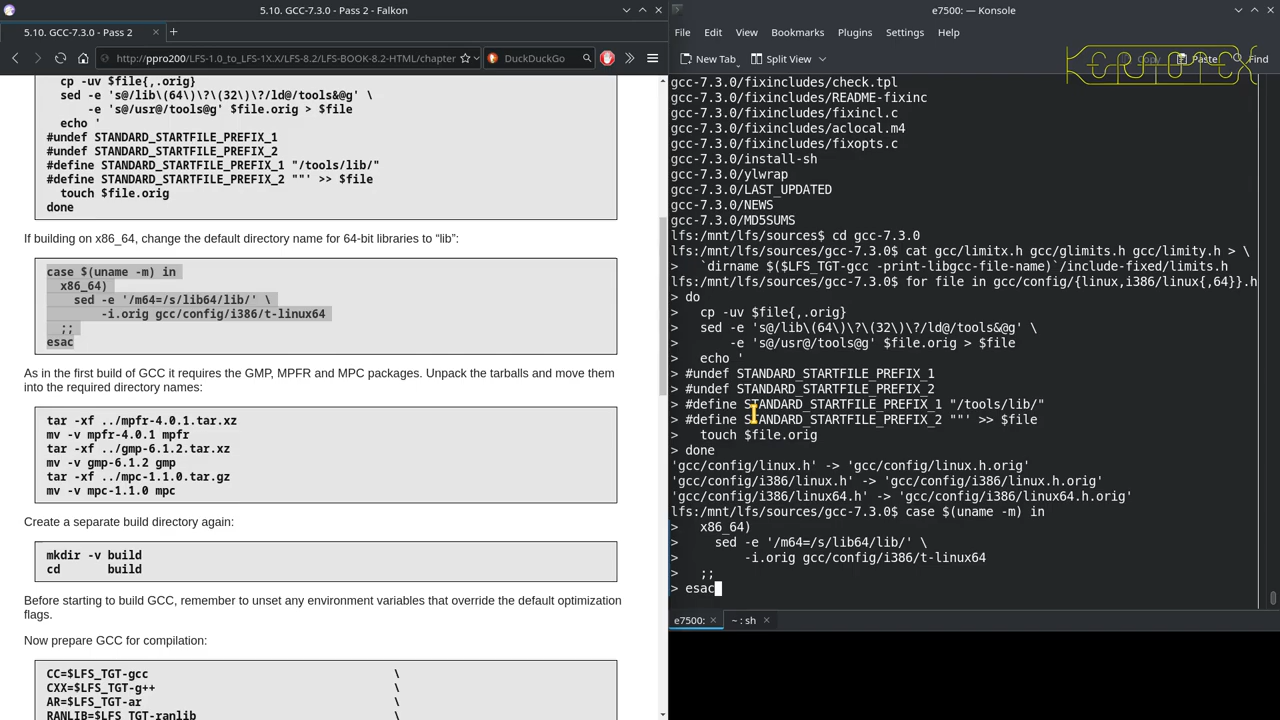 5.10. GCC-7.3.0 - Pass 2 - Falkon
5.10. GCC-7.3.0 - Pass 2
http://ppro200/LFS-1.0_to_LFS-1X.X/LFS-8.2/LFS-BOOK-8.2-HTML/chapter
DuckDuckGo
cp -uv $file{,.orig}
sed -e 's@/lib\(64\)\?\(32\)\?/ld@/tools&@g' \
-e 's@/usr@/tools@g' $file.orig > $file
echo '
#undef STANDARD_STARTFILE_PREFIX_1
#undef STANDARD_STARTFILE_PREFIX_2
#define STANDARD_STARTFILE_PREFIX_1 "/tools/lib/"
#define STANDARD_STARTFILE_PREFIX_2 ""' >> $file
touch $file.orig
done
If building on x86_64, change the default directory name for 64-bit libraries to “lib”:
case $(uname -m) in
x86_64)
sed -e '/m64=/s/lib64/lib/' \
-i.orig gcc/config/i386/t-linux64
;;
esac
As in the first build of GCC it requires the GMP, MPFR and MPC packages. Unpack the tarballs and move them
into the required directory names:
tar -xf ../mpfr-4.0.1.tar.xz
mv -v mpfr-4.0.1 mpfr
tar -xf ../gmp-6.1.2.tar.xz
mv -v gmp-6.1.2 gmp
tar -xf ../mpc-1.1.0.tar.gz
mv -v mpc-1.1.0 mpc
Create a separate build directory again:
mkdir -v build
cd build
Before starting to build GCC, remember to unset any environment variables that override the default optimization
flags.
Now prepare GCC for compilation:
CC=$LFS_TGT-gcc \
CXX=$LFS_TGT-g++ \
AR=$LFS_TGT-ar \
RANLIB=$LFS_TGT-ranlib \
e7500: — Konsole
File Edit View Bookmarks Plugins Settings Help
New Tab Split View Copy Paste Find
gcc-7.3.0/fixincludes/check.tpl
gcc-7.3.0/fixincludes/README-fixinc
gcc-7.3.0/fixincludes/fixincl.c
gcc-7.3.0/fixincludes/aclocal.m4
gcc-7.3.0/fixincludes/fixopts.c
gcc-7.3.0/install-sh
gcc-7.3.0/ylwrap
gcc-7.3.0/LAST_UPDATED
gcc-7.3.0/NEWS
gcc-7.3.0/MD5SUMS
lfs:/mnt/lfs/sources$ cd gcc-7.3.0
lfs:/mnt/lfs/sources/gcc-7.3.0$ cat gcc/limitx.h gcc/glimits.h gcc/limity.h > \
> `dirname $($LFS_TGT-gcc -print-libgcc-file-name)`/include-fixed/limits.h
lfs:/mnt/lfs/sources/gcc-7.3.0$ for file in gcc/config/{linux,i386/linux{,64}}.h
> do
> cp -uv $file{,.orig}
> sed -e 's@/lib\(64\)\?\(32\)\?/ld@/tools&@g' \
> -e 's@/usr@/tools@g' $file.orig > $file
> echo '
> #undef STANDARD_STARTFILE_PREFIX_1
> #undef STANDARD_STARTFILE_PREFIX_2
> #define STANDARD_STARTFILE_PREFIX_1 "/tools/lib/"
> #define STANDARD_STARTFILE_PREFIX_2 ""' >> $file
> touch $file.orig
> done
'gcc/config/linux.h' -> 'gcc/config/linux.h.orig'
'gcc/config/i386/linux.h' -> 'gcc/config/i386/linux.h.orig'
'gcc/config/i386/linux64.h' -> 'gcc/config/i386/linux64.h.orig'
lfs:/mnt/lfs/sources/gcc-7.3.0$ case $(uname -m) in
> x86_64)
> sed -e '/m64=/s/lib64/lib/' \
> -i.orig gcc/config/i386/t-linux64
> ;;
> esac
e7500: ~ : sh